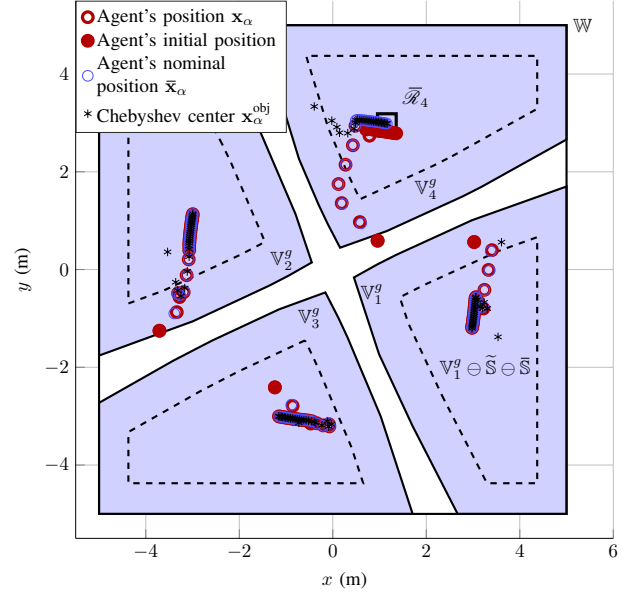 Agent's position 𝐱_α
Agent's initial position
Agent's nominal
position x̄_α
Chebyshev center 𝐱_α^obj
𝕎
ℛ̅_4
𝕍_4^g
𝕍_2^g
𝕍_1^g
𝕍_3^g
𝕍_1^g ⊖ 𝕊̃ ⊖ 𝕊̄
4
2
0
−2
−4
y (m)
−4 −2 0 2 4 6
x (m)